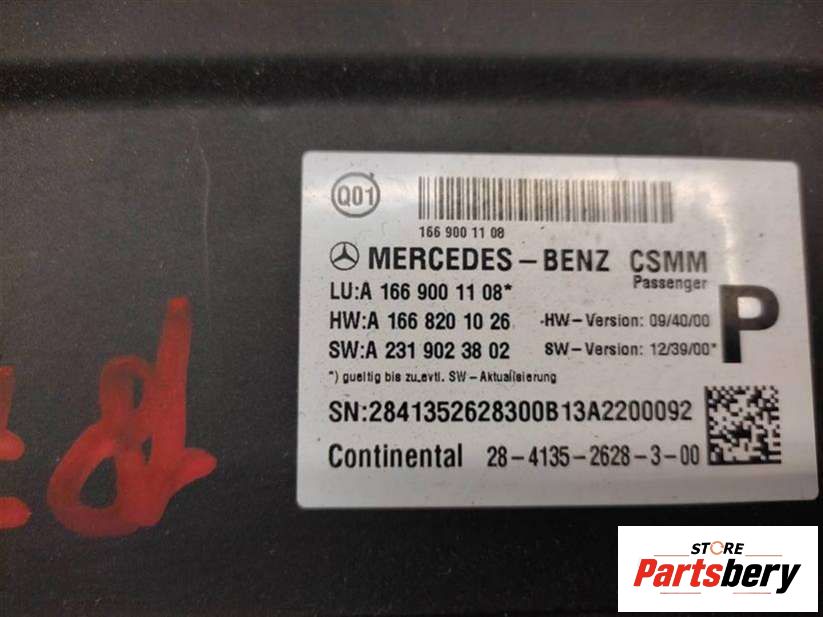 Q01
166 900 11 08
MERCEDES-BENZ CSMM
Passenger
LU:A 166 900 11 08*
HW:A 166 820 10 26 HW-Version: 09/40/00
SW:A 231 902 38 02 SW-Version: 12/39/00*
P
*) gueltig bis zu evtl. SW-Aktualisierung
SN:2841352628300B13A2200092
Continental 28-4135-2628-3-00
STORE
Partsbery